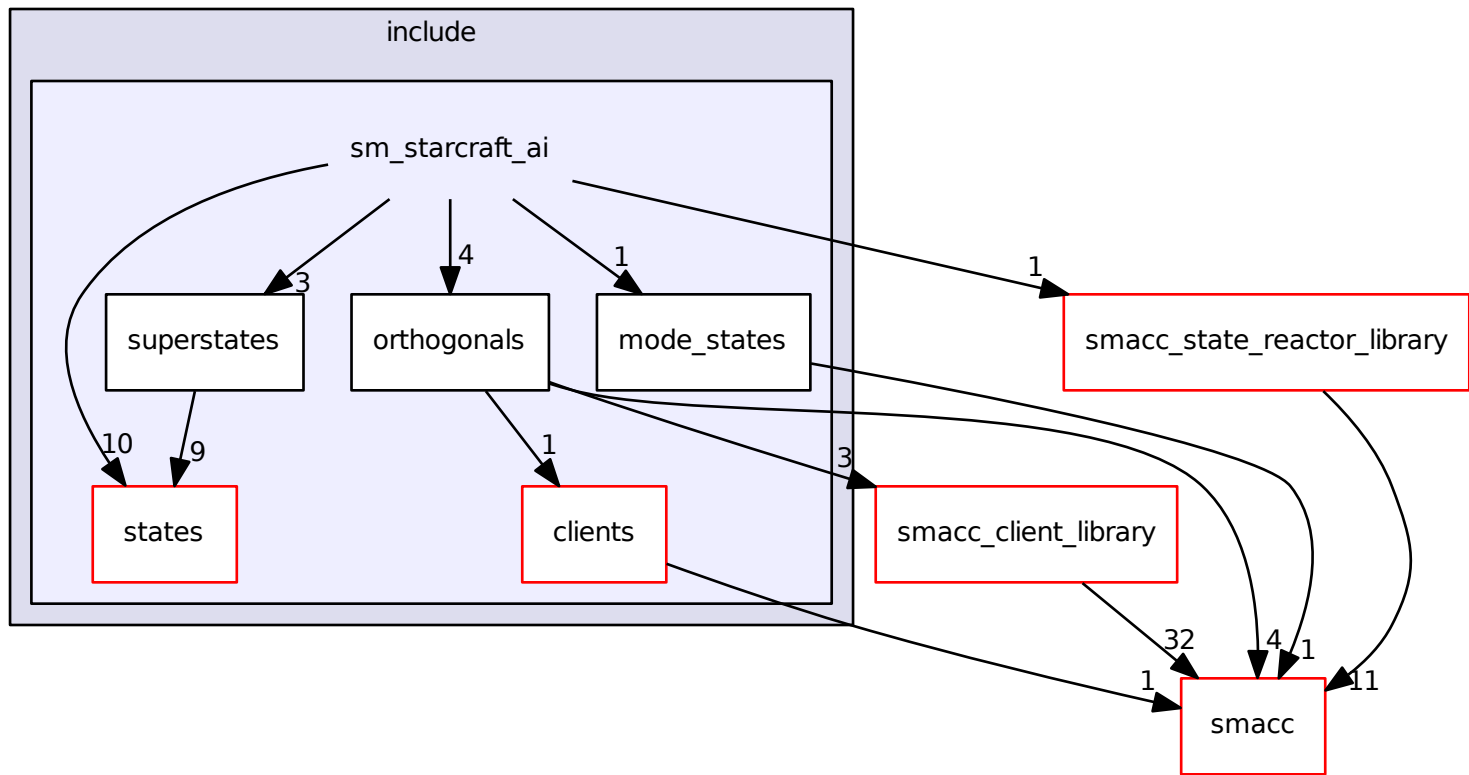 include
sm_starcraft_ai
1
4
1
3
superstates
orthogonals
mode_states
smacc_state_reactor_library
10
9
1
3
states
clients
smacc_client_library
32
4
1
1
11
smacc